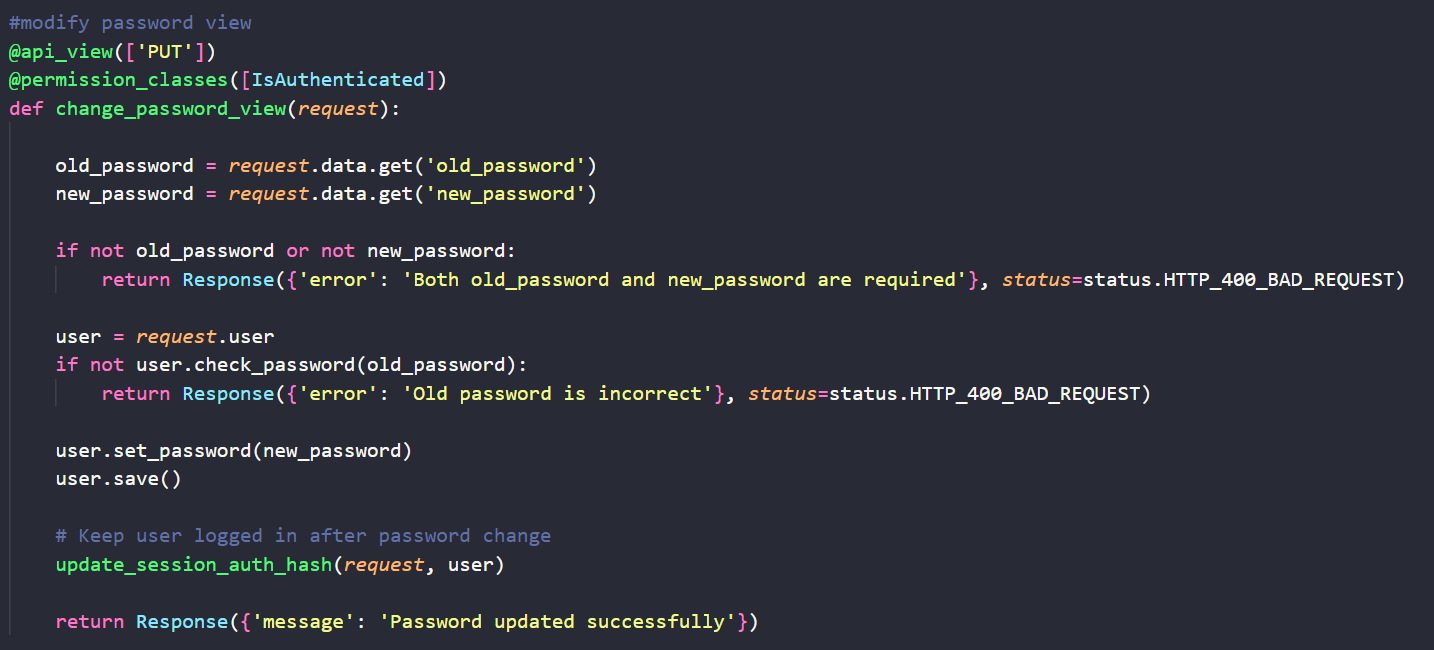 #modify password view
@api_view(['PUT'])
@permission_classes([IsAuthenticated])
def change_password_view(request):
old_password = request.data.get('old_password')
new_password = request.data.get('new_password')
if not old_password or not new_password:
return Response({'error': 'Both old_password and new_password are required'}, status=status.HTTP_400_BAD_REQUEST)
user = request.user
if not user.check_password(old_password):
return Response({'error': 'Old password is incorrect'}, status=status.HTTP_400_BAD_REQUEST)
user.set_password(new_password)
user.save()
# Keep user logged in after password change
update_session_auth_hash(request, user)
return Response({'message': 'Password updated successfully'})